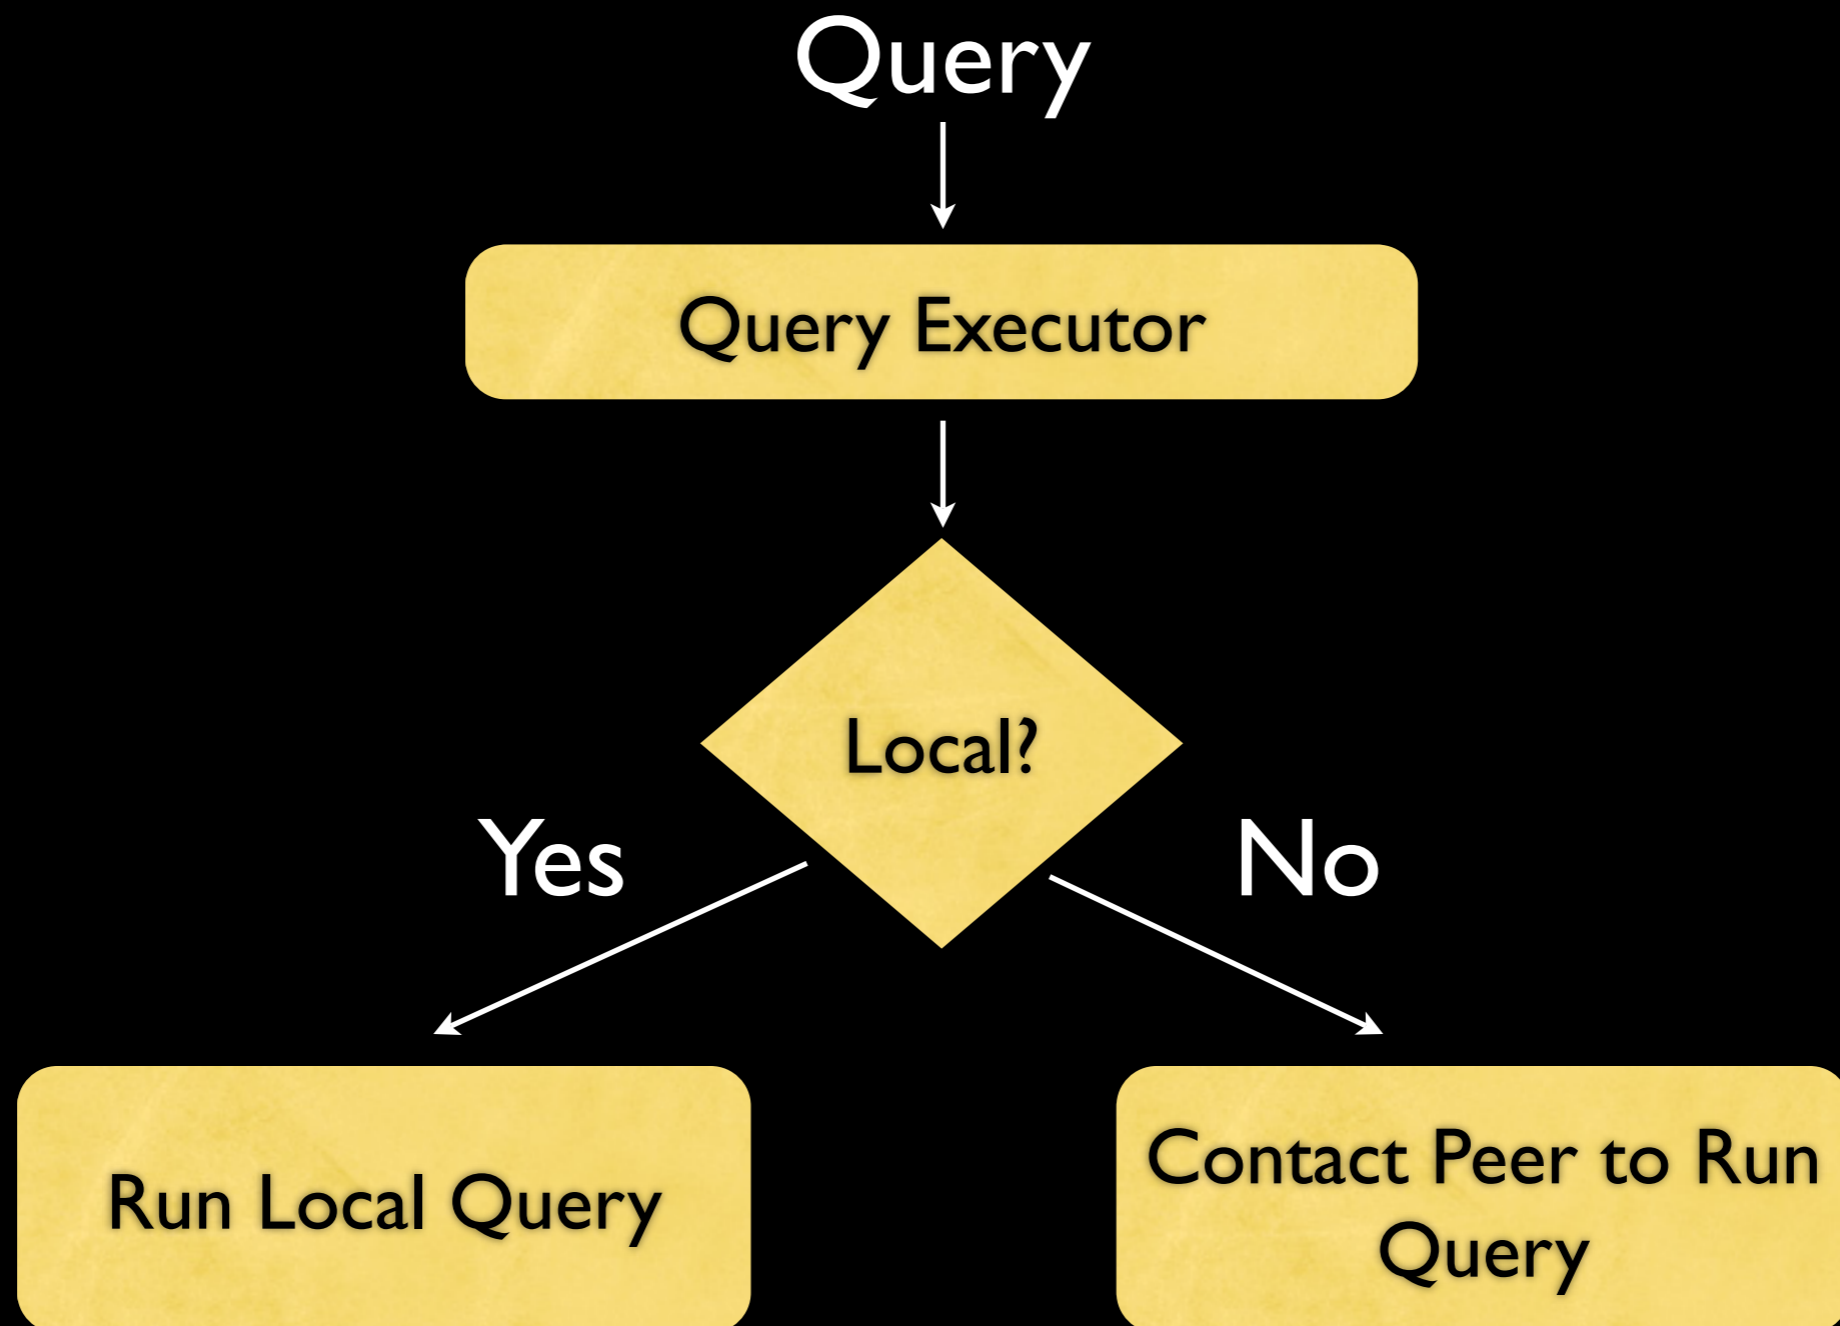 Query
Query Executor
Local?
Yes
No
Run Local Query
Contact Peer to Run
Query